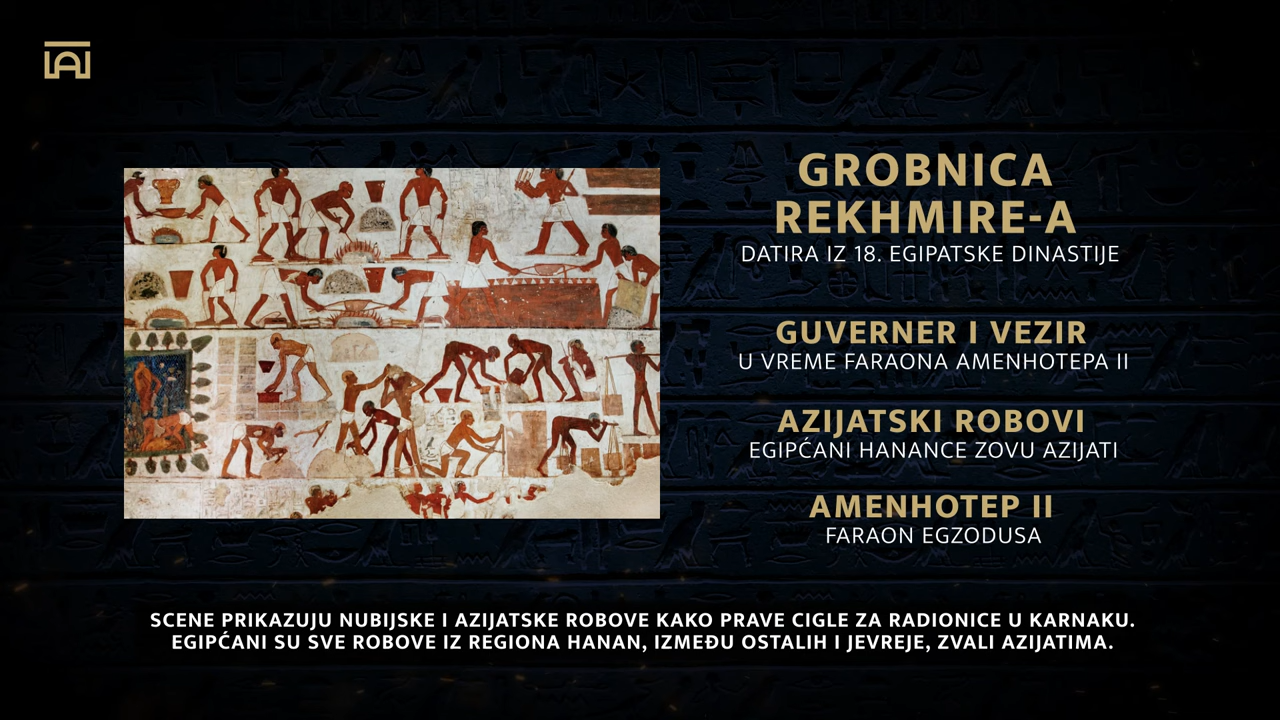 GROBNICA
REKHMIRE-A
DATIRA IZ 18. EGIPATSKE DINASTIJE
GUVERNER I VEZIR
U VREME FARAONA AMENHOTEPA II
AZIJATSKI ROBOVI
EGIPĆANI HANANCE ZOVU AZIJATI
AMENHOTEP II
FARAON EGZODUSA
SCENE PRIKAZUJU NUBIJSKE I AZIJATSKE ROBOVE KAKO PRAVE CIGLE ZA RADIONICE U KARNAKU.
EGIPĆANI SU SVE ROBOVE IZ REGIONA HANAN, IZMEĐU OSTALIH I JEVREJE, ZVALI AZIJATIMA.